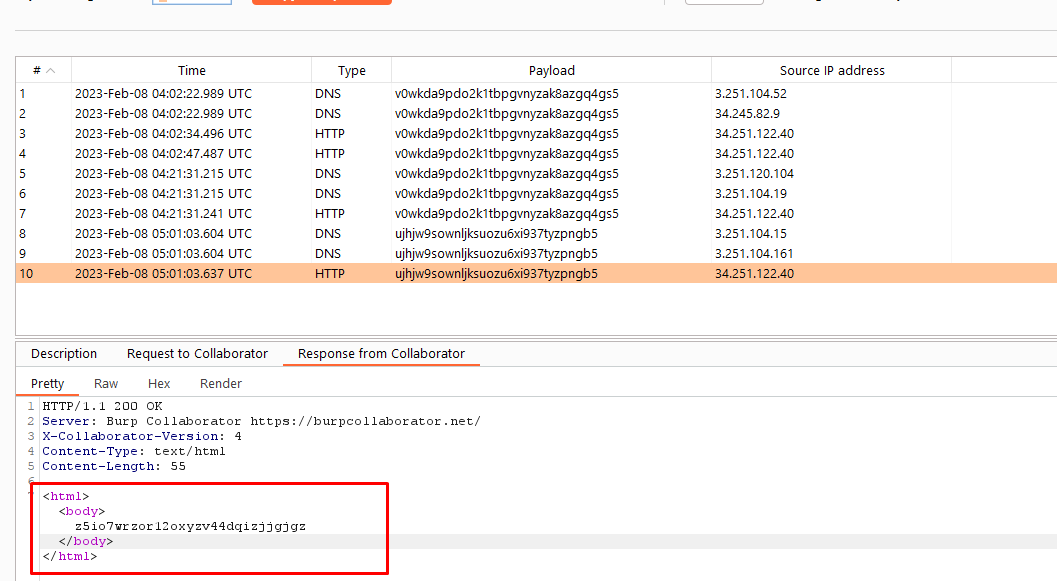 # Time Type Payload Source IP address
1 2023-Feb-08 04:02:22.989 UTC DNS v0wkda9pdo2k1tbpgvnyzak8azgq4gs5 3.251.104.52
2 2023-Feb-08 04:02:22.989 UTC DNS v0wkda9pdo2k1tbpgvnyzak8azgq4gs5 34.245.82.9
3 2023-Feb-08 04:02:34.496 UTC HTTP v0wkda9pdo2k1tbpgvnyzak8azgq4gs5 34.251.122.40
4 2023-Feb-08 04:02:47.487 UTC HTTP v0wkda9pdo2k1tbpgvnyzak8azgq4gs5 34.251.122.40
5 2023-Feb-08 04:21:31.215 UTC DNS v0wkda9pdo2k1tbpgvnyzak8azgq4gs5 3.251.120.104
6 2023-Feb-08 04:21:31.215 UTC DNS v0wkda9pdo2k1tbpgvnyzak8azgq4gs5 3.251.104.19
7 2023-Feb-08 04:21:31.241 UTC HTTP v0wkda9pdo2k1tbpgvnyzak8azgq4gs5 34.251.122.40
8 2023-Feb-08 05:01:03.604 UTC DNS ujhjw9sownljksuozu6xi937tyzpngb5 3.251.104.15
9 2023-Feb-08 05:01:03.604 UTC DNS ujhjw9sownljksuozu6xi937tyzpngb5 3.251.104.161
10 2023-Feb-08 05:01:03.637 UTC HTTP ujhjw9sownljksuozu6xi937tyzpngb5 34.251.122.40
Description Request to Collaborator Response from Collaborator
Pretty Raw Hex Render
1 HTTP/1.1 200 OK
2 Server: Burp Collaborator https://burpcollaborator.net/
3 X-Collaborator-Version: 4
4 Content-Type: text/html
5 Content-Length: 55
6
<html>
<body>
z5io7wrzor12oxyzv44dqizjjgjgz
</body>
</html>